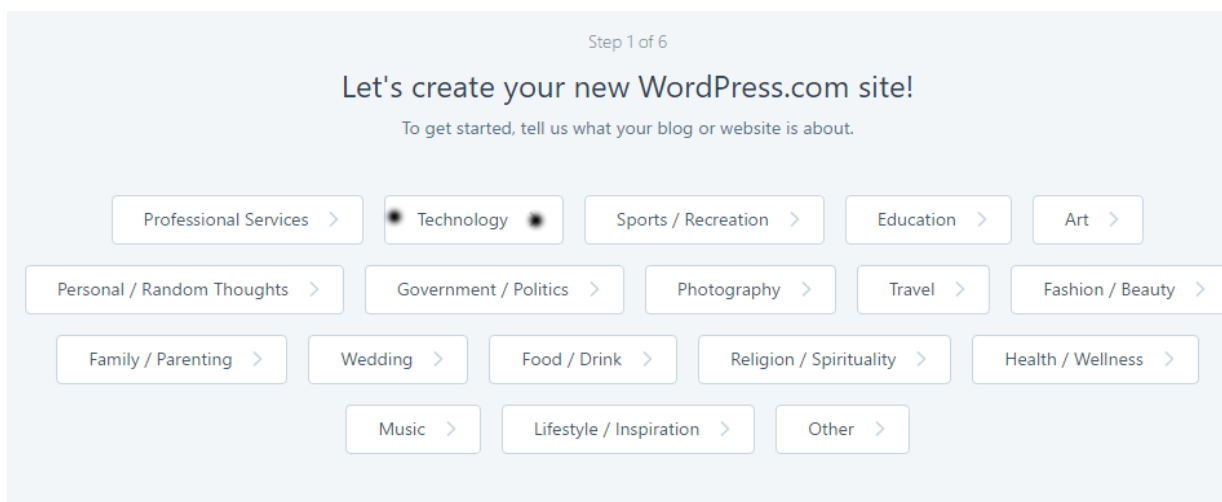 Step 1 of 6
Let's create your new WordPress.com site!
To get started, tell us what your blog or website is about.
Professional Services Technology Sports / Recreation Education Art
Personal / Random Thoughts Government / Politics Photography Travel Fashion / Beauty
Family / Parenting Wedding Food / Drink Religion / Spirituality Health / Wellness
Music Lifestyle / Inspiration Other